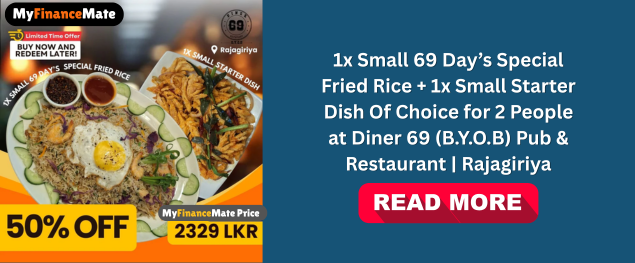 MyFinanceMate
Limited Time Offer
BUY NOW AND
REDEEM LATER!
DINER
69
Rajagiriya
1X SMALL 69 DAY'S SPECIAL FRIED RICE
1X SMALL STARTER DISH
50% OFF
MyFinanceMate Price
2329 LKR
1x Small 69 Day’s Special
Fried Rice + 1x Small Starter
Dish Of Choice for 2 People
at Diner 69 (B.Y.O.B) Pub &
Restaurant | Rajagiriya
READ MORE